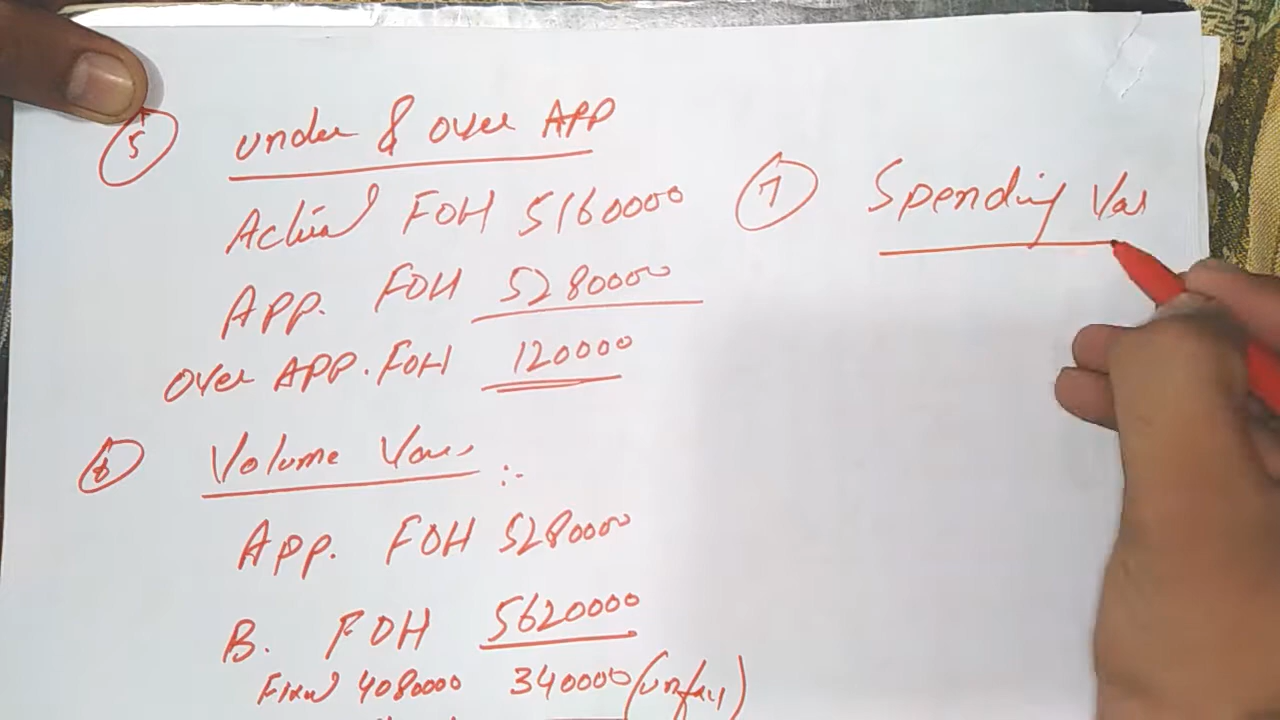 5 under & over APP
Actual FOH 5160000
APP. FOH 5280000
over APP. FOH 120000
6 Volume Var :-
APP. FOH 5280000
B. FOH 5620000
Fixed 4080000 340000 (unfav)
7 Spending Var